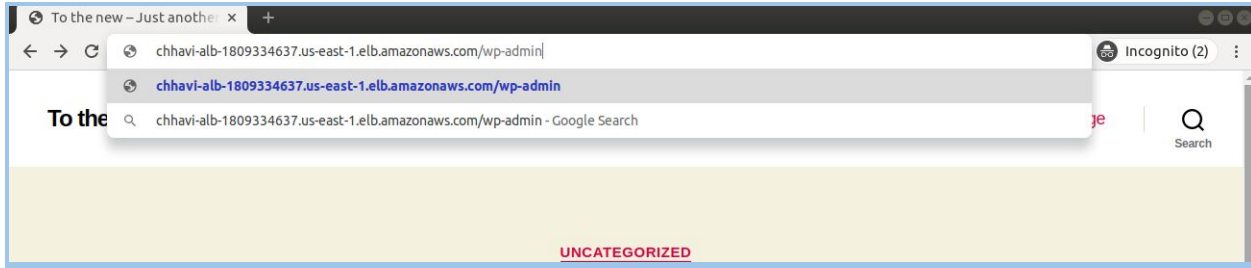 To the new – Just another
chhavi-alb-1809334637.us-east-1.elb.amazonaws.com/wp-admin
Incognito (2)
chhavi-alb-1809334637.us-east-1.elb.amazonaws.com/wp-admin
To the
chhavi-alb-1809334637.us-east-1.elb.amazonaws.com/wp-admin - Google Search
ge
Search
UNCATEGORIZED